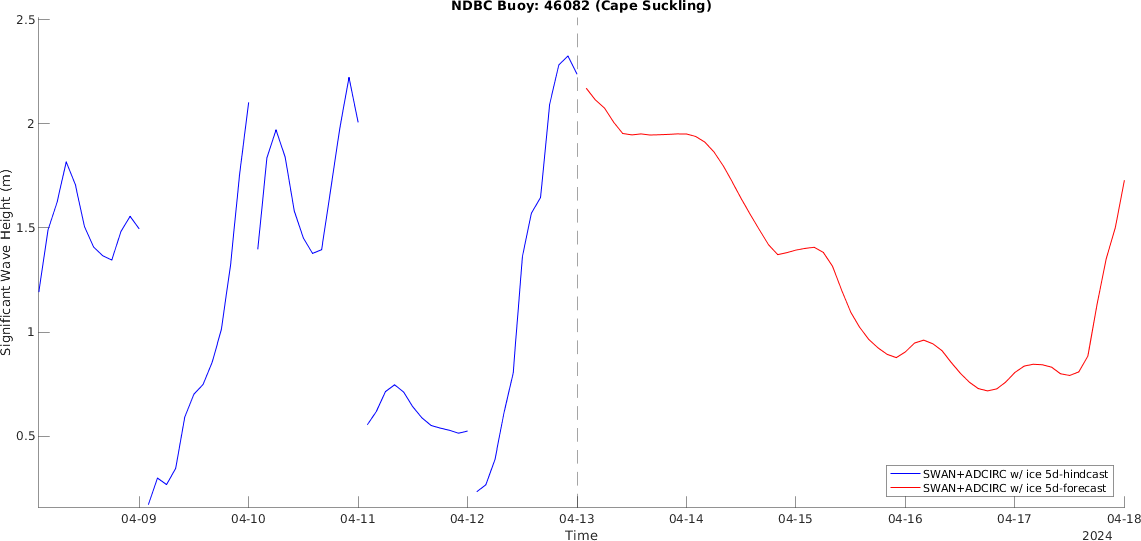 NDBC Buoy: 46082 (Cape Suckling)
2.5
2
1.5
1
0.5
Significant Wave Height (m)
SWAN+ADCIRC w/ ice 5d-hindcast
SWAN+ADCIRC w/ ice 5d-forecast
04-09 04-10 04-11 04-12 04-13 04-14 04-15 04-16 04-17 04-18
Time
2024